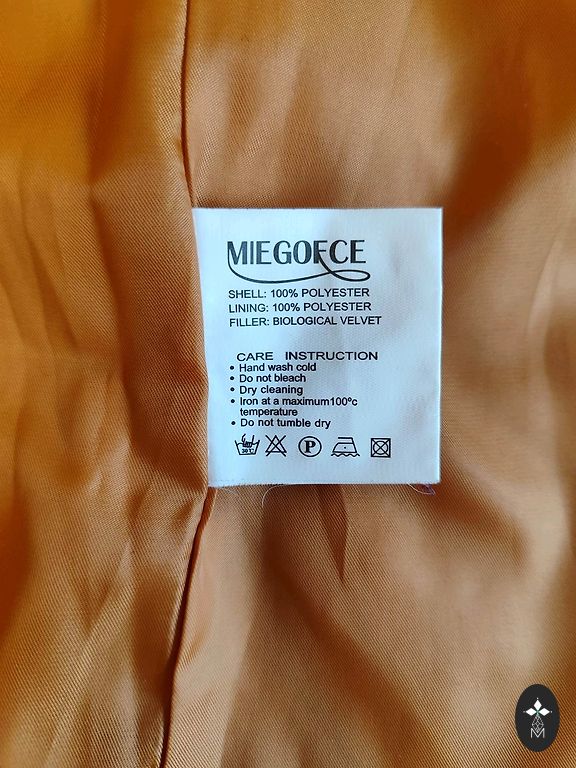 MIEGOFCE
SHELL: 100% POLYESTER
LINING: 100% POLYESTER
FILLER: BIOLOGICAL VELVET
CARE INSTRUCTION
• Hand wash cold
• Do not bleach
• Dry cleaning
• Iron at a maximum100°c
temperature
• Do not tumble dry
30°C P
M